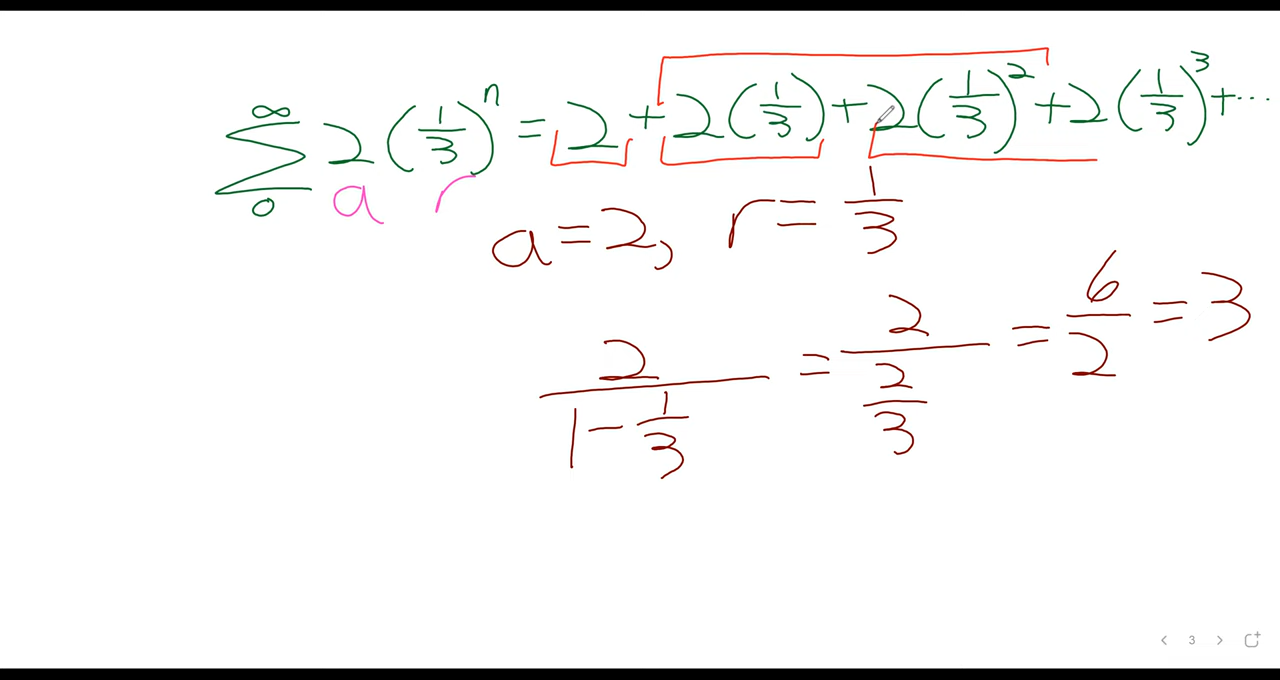 ∑_{0}^{∞} 2(1/3)^n = 2 + 2(1/3) + 2(1/3)^2 + 2(1/3)^3 + ...
a r
a = 2, r = 1/3
2/(1 - 1/3) = 2/(2/3) = 6/2 = 3
< 3 >